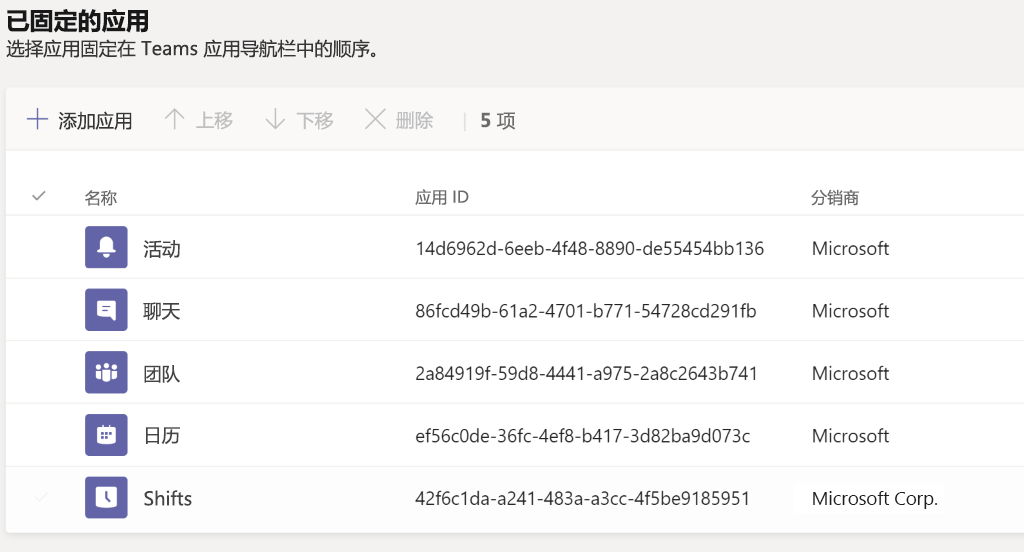 已固定的应用
选择应用固定在 Teams 应用导航栏中的顺序。
添加应用 上移 下移 删除 | 5 项
名称 应用 ID 分销商
活动 14d6962d-6eeb-4f48-8890-de55454bb136 Microsoft
聊天 86fcd49b-61a2-4701-b771-54728cd291fb Microsoft
团队 2a84919f-59d8-4441-a975-2a8c2643b741 Microsoft
日历 ef56c0de-36fc-4ef8-b417-3d82ba9d073c Microsoft
Shifts 42f6c1da-a241-483a-a3cc-4f5be9185951 Microsoft Corp.